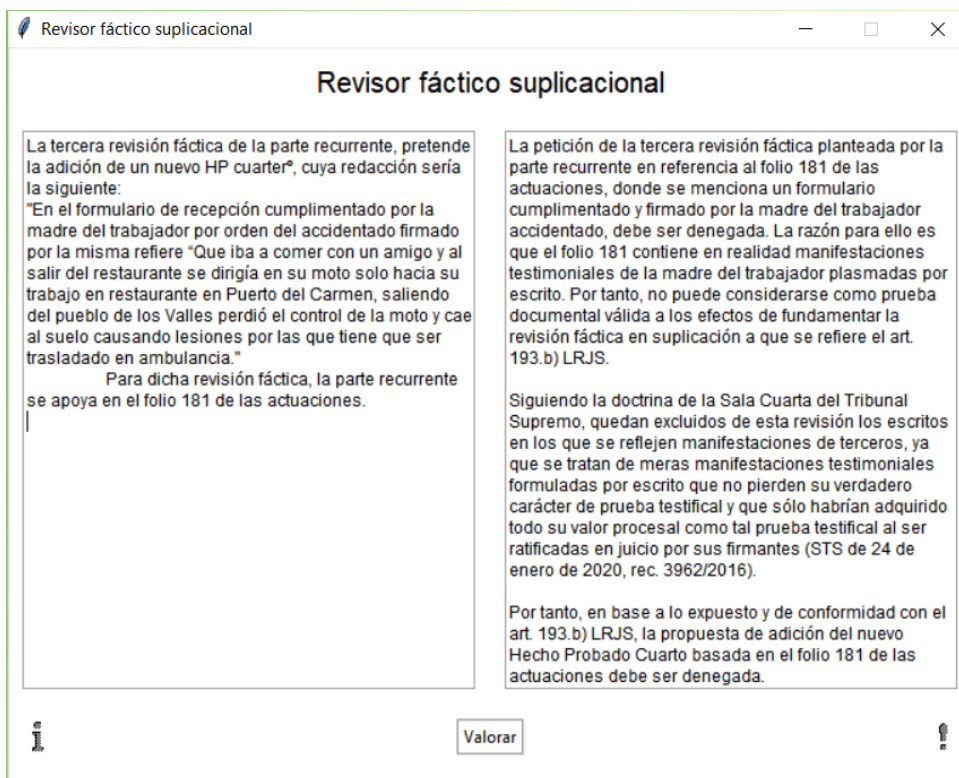 Revisor fáctico suplicacional
Revisor fáctico suplicacional
La tercera revisión fáctica de la parte recurrente, pretende
la adición de un nuevo HP cuarterº, cuya redacción sería
la siguiente:
"En el formulario de recepción cumplimentado por la
madre del trabajador por orden del accidentado firmado
por la misma refiere “Que iba a comer con un amigo y al
salir del restaurante se dirigía en su moto solo hacia su
trabajo en restaurante en Puerto del Carmen, saliendo
del pueblo de los Valles perdió el control de la moto y cae
al suelo causando lesiones por las que tiene que ser
trasladado en ambulancia."
Para dicha revisión fáctica, la parte recurrente
se apoya en el folio 181 de las actuaciones.
La petición de la tercera revisión fáctica planteada por la
parte recurrente en referencia al folio 181 de las
actuaciones, donde se menciona un formulario
cumplimentado y firmado por la madre del trabajador
accidentado, debe ser denegada. La razón para ello es
que el folio 181 contiene en realidad manifestaciones
testimoniales de la madre del trabajador plasmadas por
escrito. Por tanto, no puede considerarse como prueba
documental válida a los efectos de fundamentar la
revisión fáctica en suplicación a que se refiere el art.
193.b) LRJS.
Siguiendo la doctrina de la Sala Cuarta del Tribunal
Supremo, quedan excluidos de esta revisión los escritos
en los que se reflejen manifestaciones de terceros, ya
que se tratan de meras manifestaciones testimoniales
formuladas por escrito que no pierden su verdadero
carácter de prueba testifical y que sólo habrían adquirido
todo su valor procesal como tal prueba testifical al ser
ratificadas en juicio por sus firmantes (STS de 24 de
enero de 2020, rec. 3962/2016).
Por tanto, en base a lo expuesto y de conformidad con el
art. 193.b) LRJS, la propuesta de adición del nuevo
Hecho Probado Cuarto basada en el folio 181 de las
actuaciones debe ser denegada.
i
Valorar
!